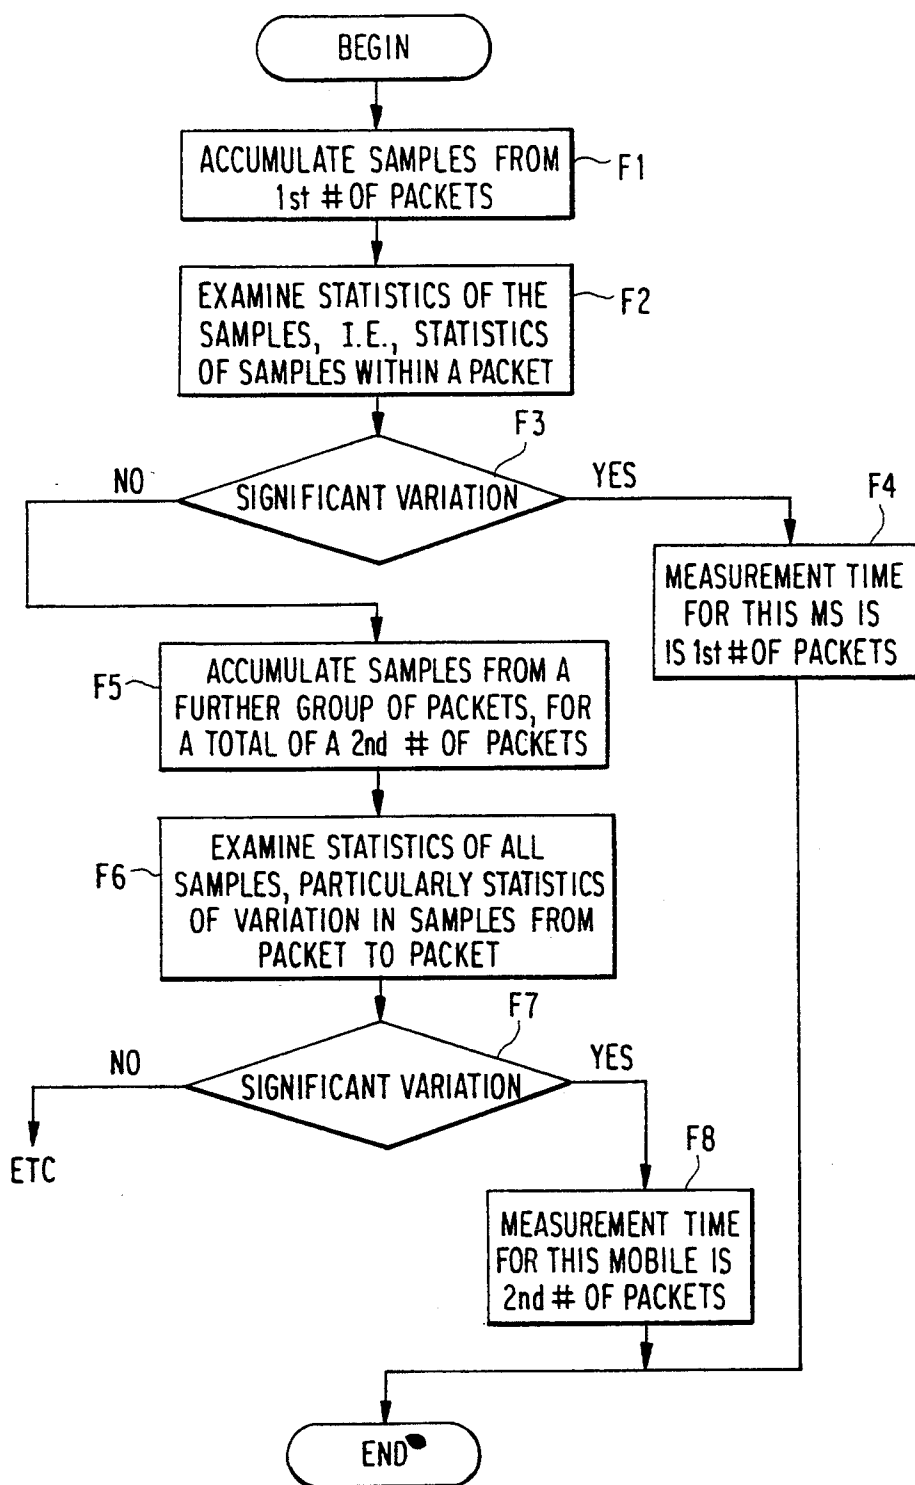 BEGIN
ACCUMULATE SAMPLES FROM
1st # OF PACKETS
F1
EXAMINE STATISTICS OF THE
SAMPLES, I.E., STATISTICS
OF SAMPLES WITHIN A PACKET
F2
F3
NO
SIGNIFICANT VARIATION
YES
F4
MEASUREMENT TIME
FOR THIS MS IS
IS 1st # OF PACKETS
F5
ACCUMULATE SAMPLES FROM A
FURTHER GROUP OF PACKETS, FOR
A TOTAL OF A 2nd # OF PACKETS
F6
EXAMINE STATISTICS OF ALL
SAMPLES, PARTICULARLY STATISTICS
OF VARIATION IN SAMPLES FROM
PACKET TO PACKET
F7
NO
SIGNIFICANT VARIATION
YES
ETC
F8
MEASUREMENT TIME
FOR THIS MOBILE IS
2nd # OF PACKETS
END